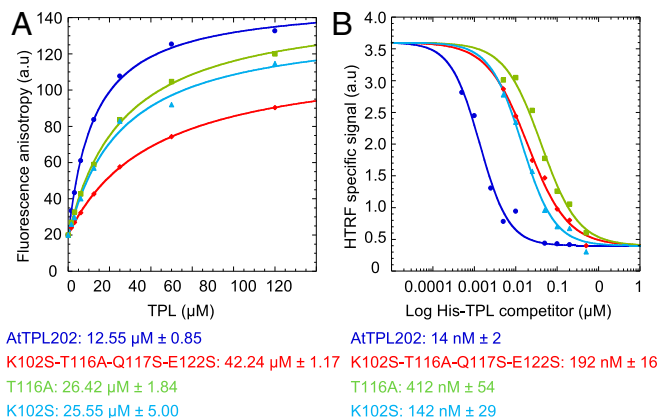 A
Fluorescence anisotropy (a.u)
140
120
100
80
60
40
20
0
0 20 40 60 80 100 120
TPL (µM)
AtTPL202: 12.55 µM ± 0.85
K102S-T116A-Q117S-E122S: 42.24 µM ± 1.17
T116A: 26.42 µM ± 1.84
K102S: 25.55 µM ± 5.00
B
HTRF specific signal (a.u)
4.0
3.5
3.0
2.5
2.0
1.5
1.0
0.5
0.0
0.0001 0.001 0.01 0.10 1
Log His-TPL competitor (µM)
AtTPL202: 14 nM ± 2
K102S-T116A-Q117S-E122S: 192 nM ± 16
T116A: 412 nM ± 54
K102S: 142 nM ± 29